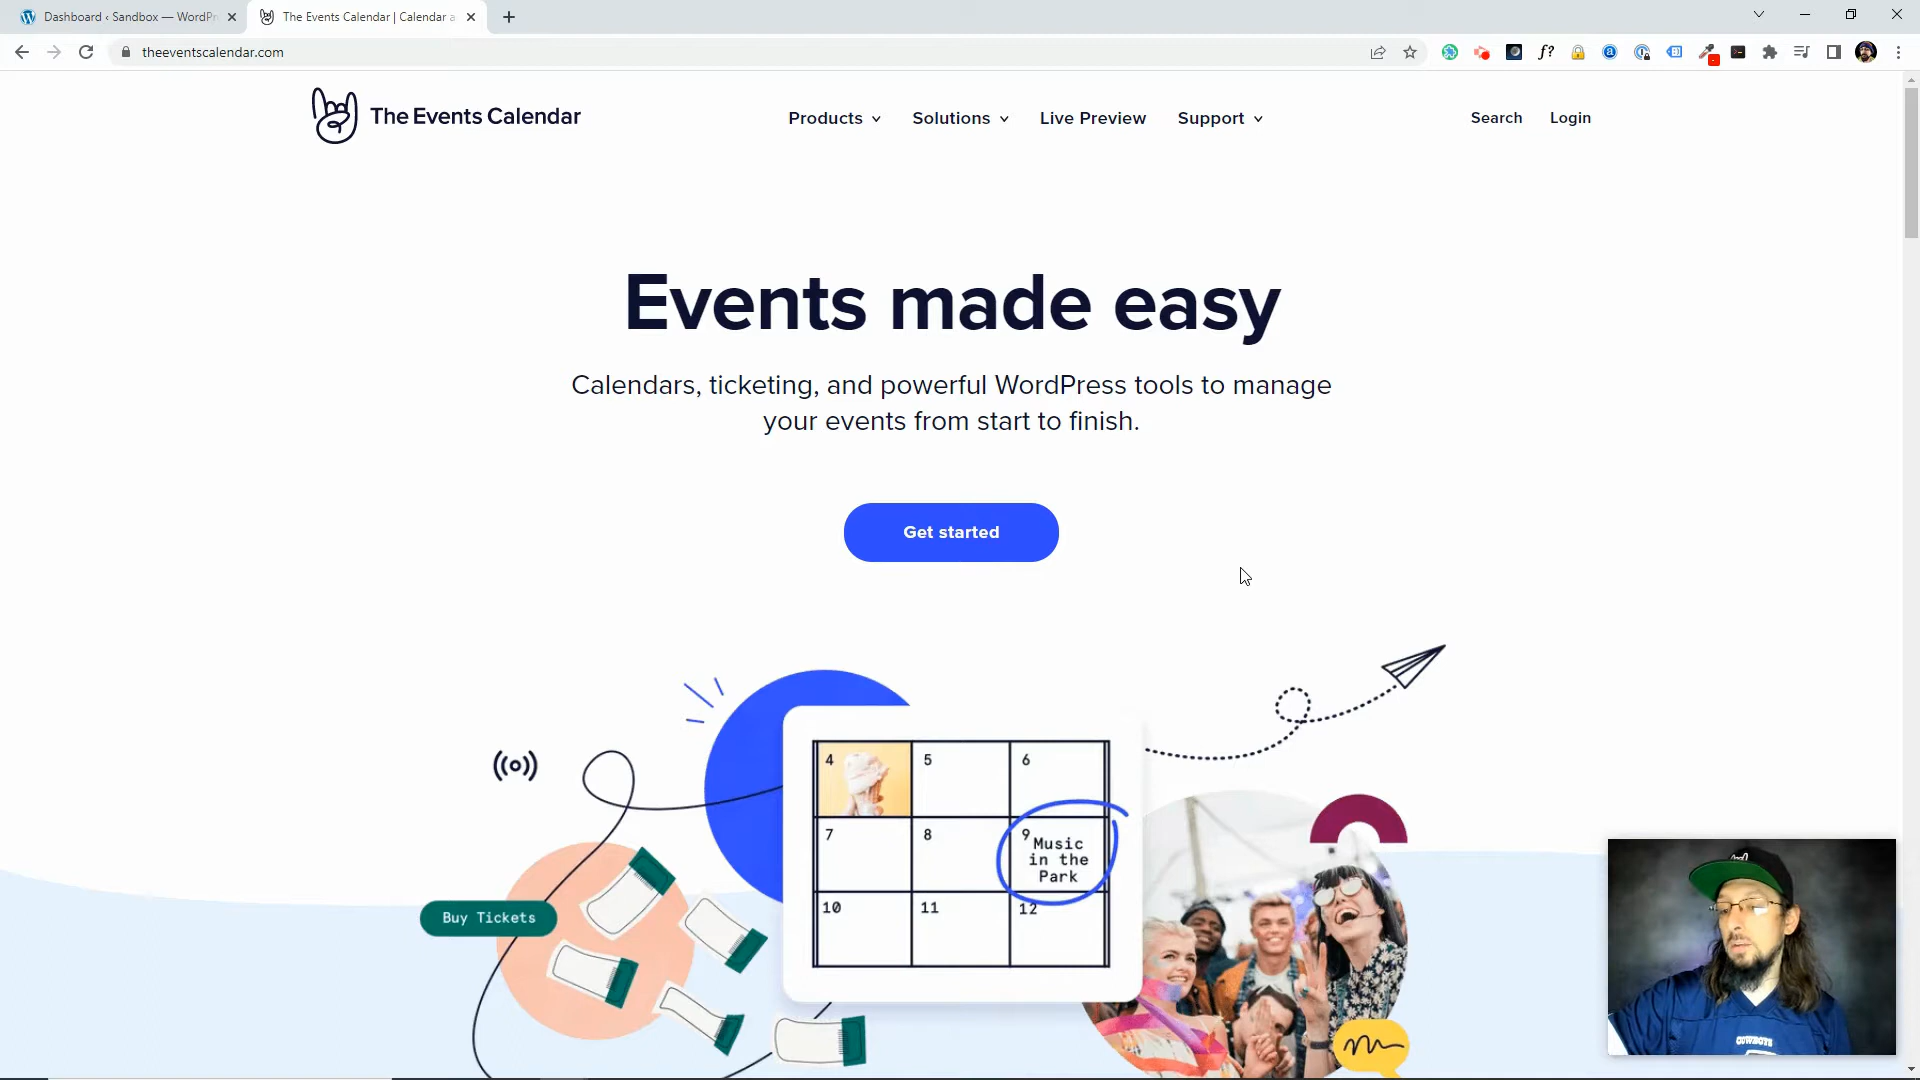 Dashboard ‹ Sandbox — WordPr
The Events Calendar | Calendar a
theeventscalendar.com
The Events Calendar
Products
Solutions
Live Preview
Support
Search
Login
Events made easy
Calendars, ticketing, and powerful WordPress tools to manage
your events from start to finish.
Get started
4
5
6
7
8
9
Music
in the
Park
10
11
12
Buy Tickets
COWBOYS